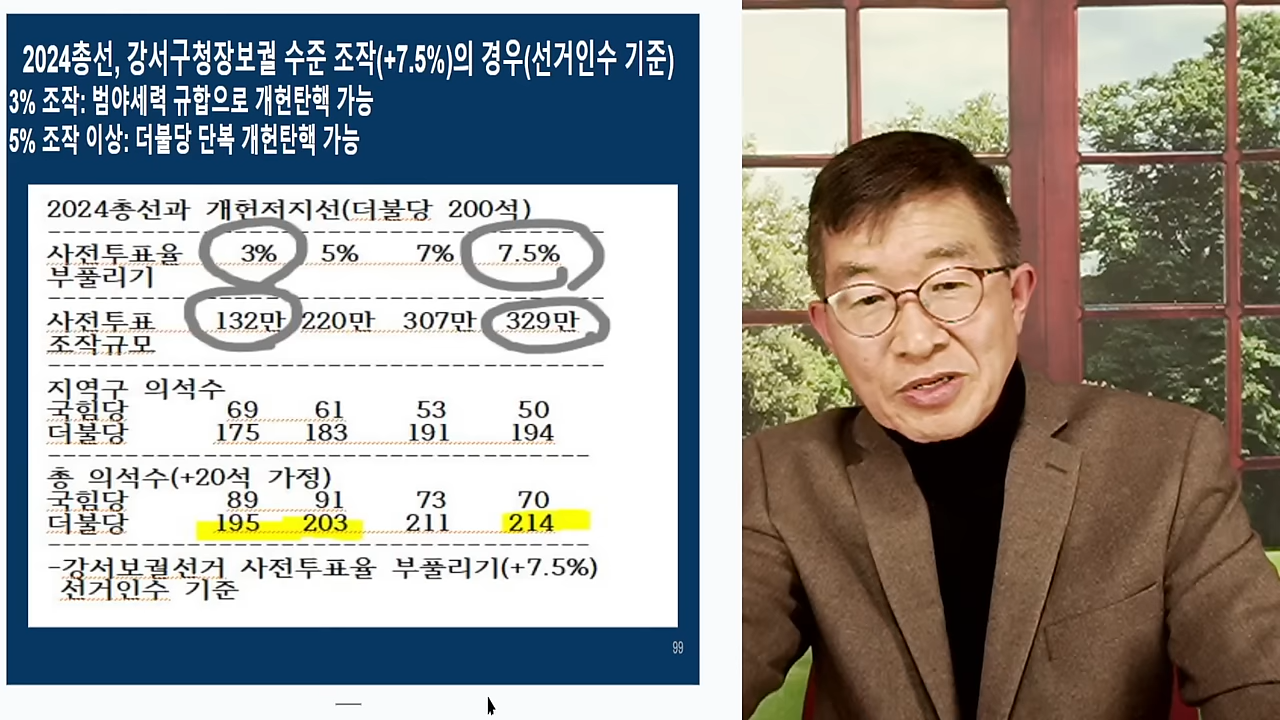 2024총선, 강서구청장보궐 수준 조작(+7.5%)의 경우(선거인수 기준)
3% 조작: 범야세력 규합으로 개헌탄핵 가능
5% 조작 이상: 더불당 단복 개헌탄핵 가능
2024총선과 개헌저지선(더불당 200석)
사전투표율 3% 5% 7% 7.5%
부풀리기
사전투표 132만 220만 307만 329만
조작규모
지역구 의석수
국힘당 69 61 53 50
더불당 175 183 191 194
총 의석수(+20석 가정)
국힘당 89 91 73 70
더불당 195 203 211 214
-강서보궐선거 사전투표율 부풀리기(+7.5%)
선거인수 기준
99